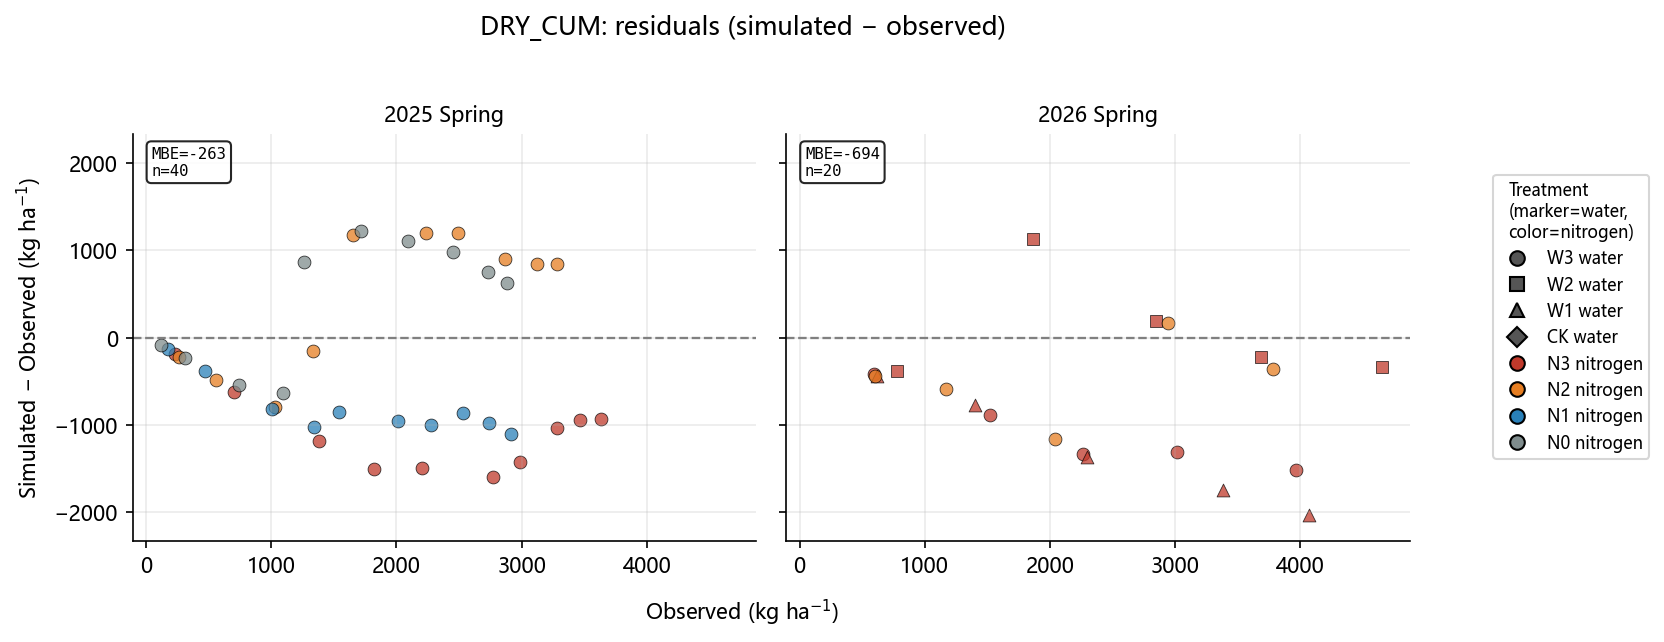 DRY_CUM: residuals (simulated − observed)
2025 Spring
2026 Spring
MBE=-263
n=40
MBE=-694
n=20
Simulated − Observed (kg ha⁻¹)
2000
1000
0
−1000
−2000
0 1000 2000 3000 4000
0 1000 2000 3000 4000
Observed (kg ha⁻¹)
Treatment
(marker=water,
color=nitrogen)
W3 water
W2 water
W1 water
CK water
N3 nitrogen
N2 nitrogen
N1 nitrogen
N0 nitrogen